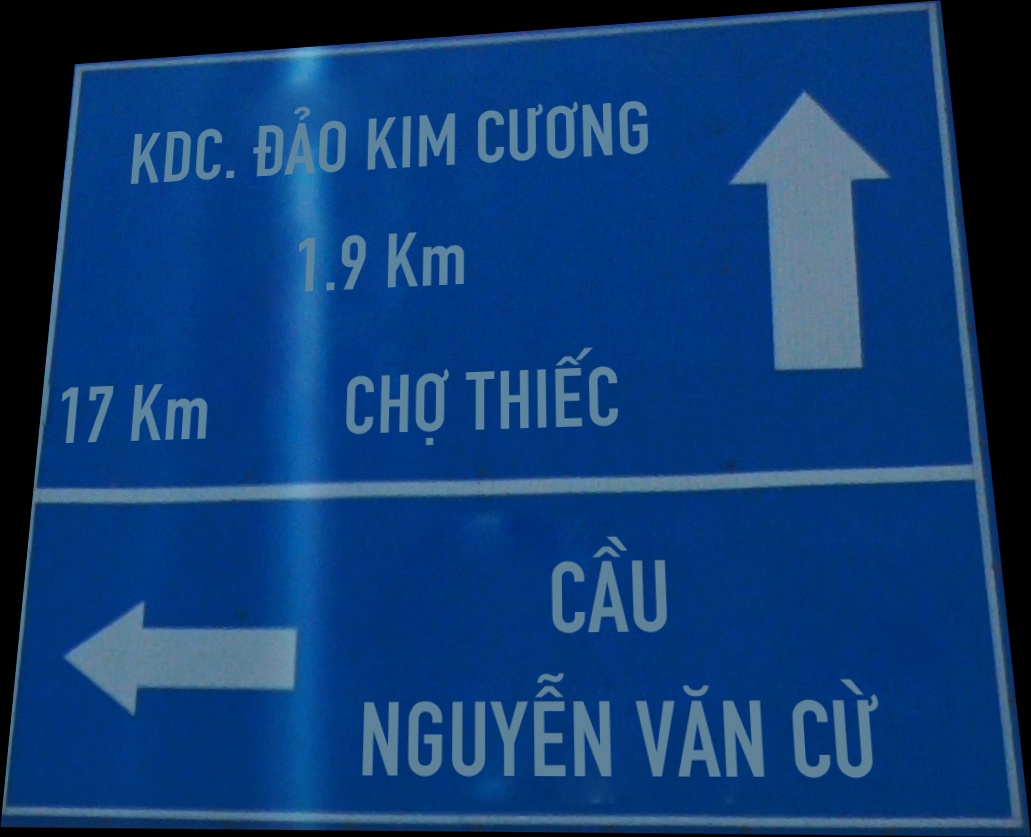 KDC. ĐẢO KIM CƯƠNG
1.9 Km
17 Km CHỢ THIẾC
CẦU
NGUYỄN VĂN CỪ